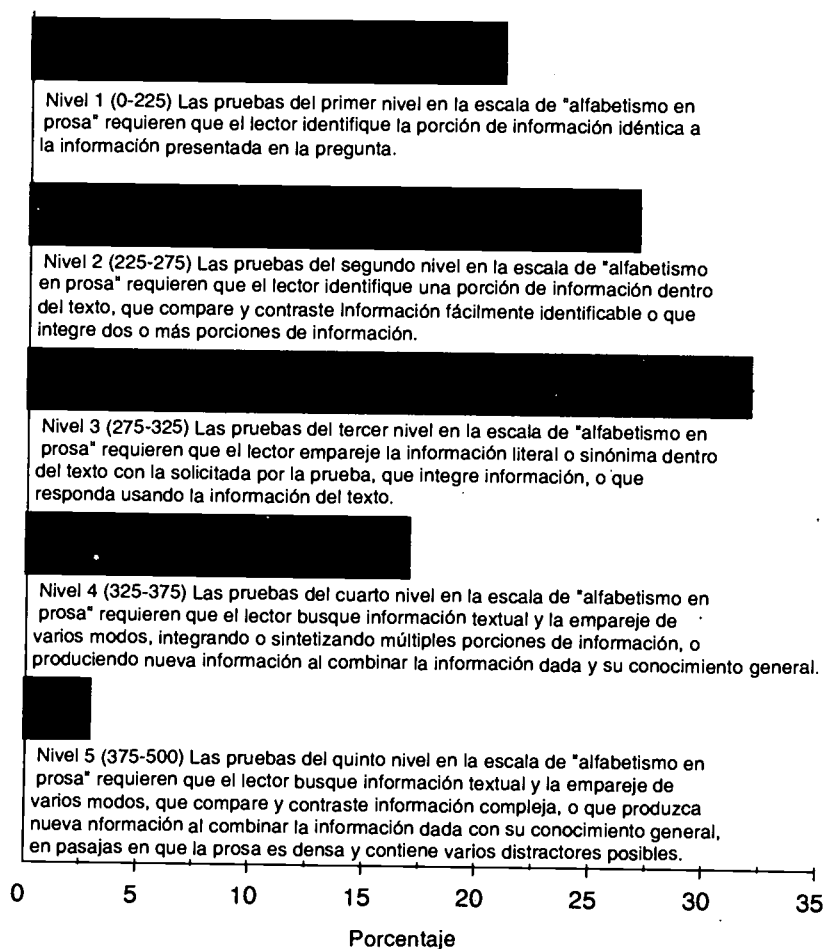 Nivel 1 (0-225) Las pruebas del primer nivel en la escala de "alfabetismo en
prosa" requieren que el lector identifique la porción de información idéntica a
la información presentada en la pregunta.
Nivel 2 (225-275) Las pruebas del segundo nivel en la escala de "alfabetismo
en prosa" requieren que el lector identifique una porción de información dentro
del texto, que compare y contraste Información fácilmente identificable o que
integre dos o más porciones de información.
Nivel 3 (275-325) Las pruebas del tercer nivel en la escala de "alfabetismo en
prosa" requieren que el lector empareje la información literal o sinónima dentro
del texto con la solicitada por la prueba, que integre información, o que
responda usando la información del texto.
Nivel 4 (325-375) Las pruebas del cuarto nivel en la escala de "alfabetismo en
prosa" requieren que el lector busque información textual y la empareje de
varios modos, integrando o sintetizando múltiples porciones de información, o
produciendo nueva información al combinar la información dada y su conocimiento general.
Nivel 5 (375-500) Las pruebas del quinto nivel en la escala de "alfabetismo en
prosa" requieren que el lector busque información textual y la empareje de
varios modos, que compare y contraste información compleja, o que produzca
nueva nformación al combinar la información dada con su conocimiento general,
en pasajas en que la prosa es densa y contiene varios distractores posibles.
0 5 10 15 20 25 30 35
Porcentaje